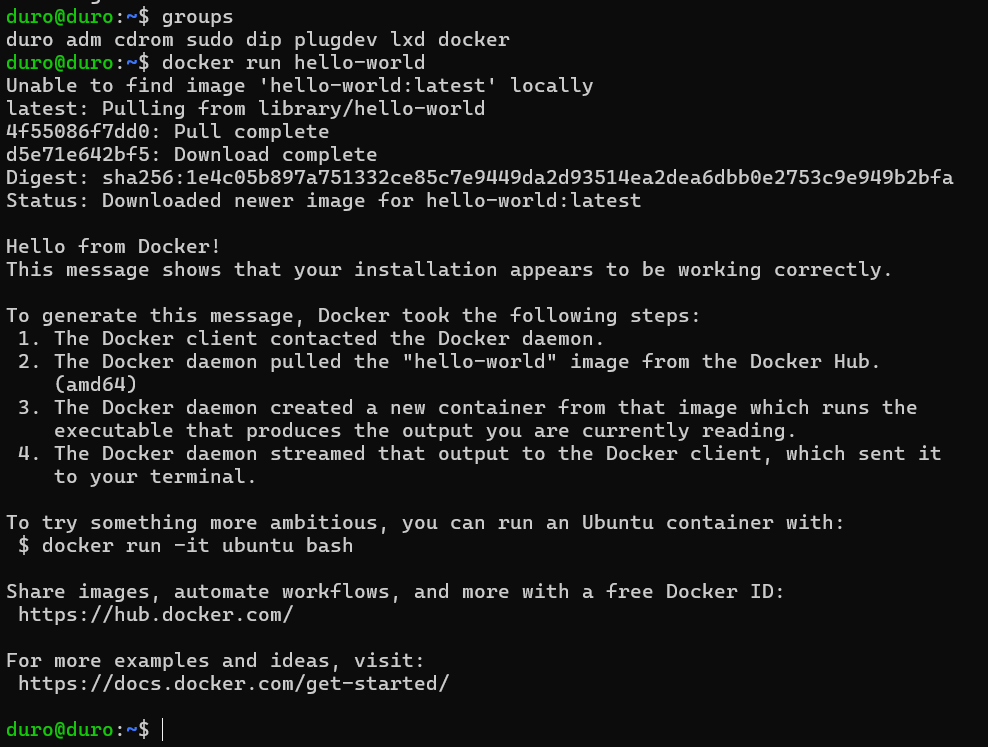 duro@duro:~$ groups
duro adm cdrom sudo dip plugdev lxd docker
duro@duro:~$ docker run hello-world
Unable to find image 'hello-world:latest' locally
latest: Pulling from library/hello-world
4f55086f7dd0: Pull complete
d5e71e642bf5: Download complete
Digest: sha256:1e4c05b897a751332ce85c7e9449da2d93514ea2dea6dbb0e2753c9e949b2bfa
Status: Downloaded newer image for hello-world:latest

Hello from Docker!
This message shows that your installation appears to be working correctly.

To generate this message, Docker took the following steps:
 1. The Docker client contacted the Docker daemon.
 2. The Docker daemon pulled the "hello-world" image from the Docker Hub.
    (amd64)
 3. The Docker daemon created a new container from that image which runs the
    executable that produces the output you are currently reading.
 4. The Docker daemon streamed that output to the Docker client, which sent it
    to your terminal.

To try something more ambitious, you can run an Ubuntu container with:
 $ docker run -it ubuntu bash

Share images, automate workflows, and more with a free Docker ID:
 https://hub.docker.com/

For more examples and ideas, visit:
 https://docs.docker.com/get-started/

duro@duro:~$